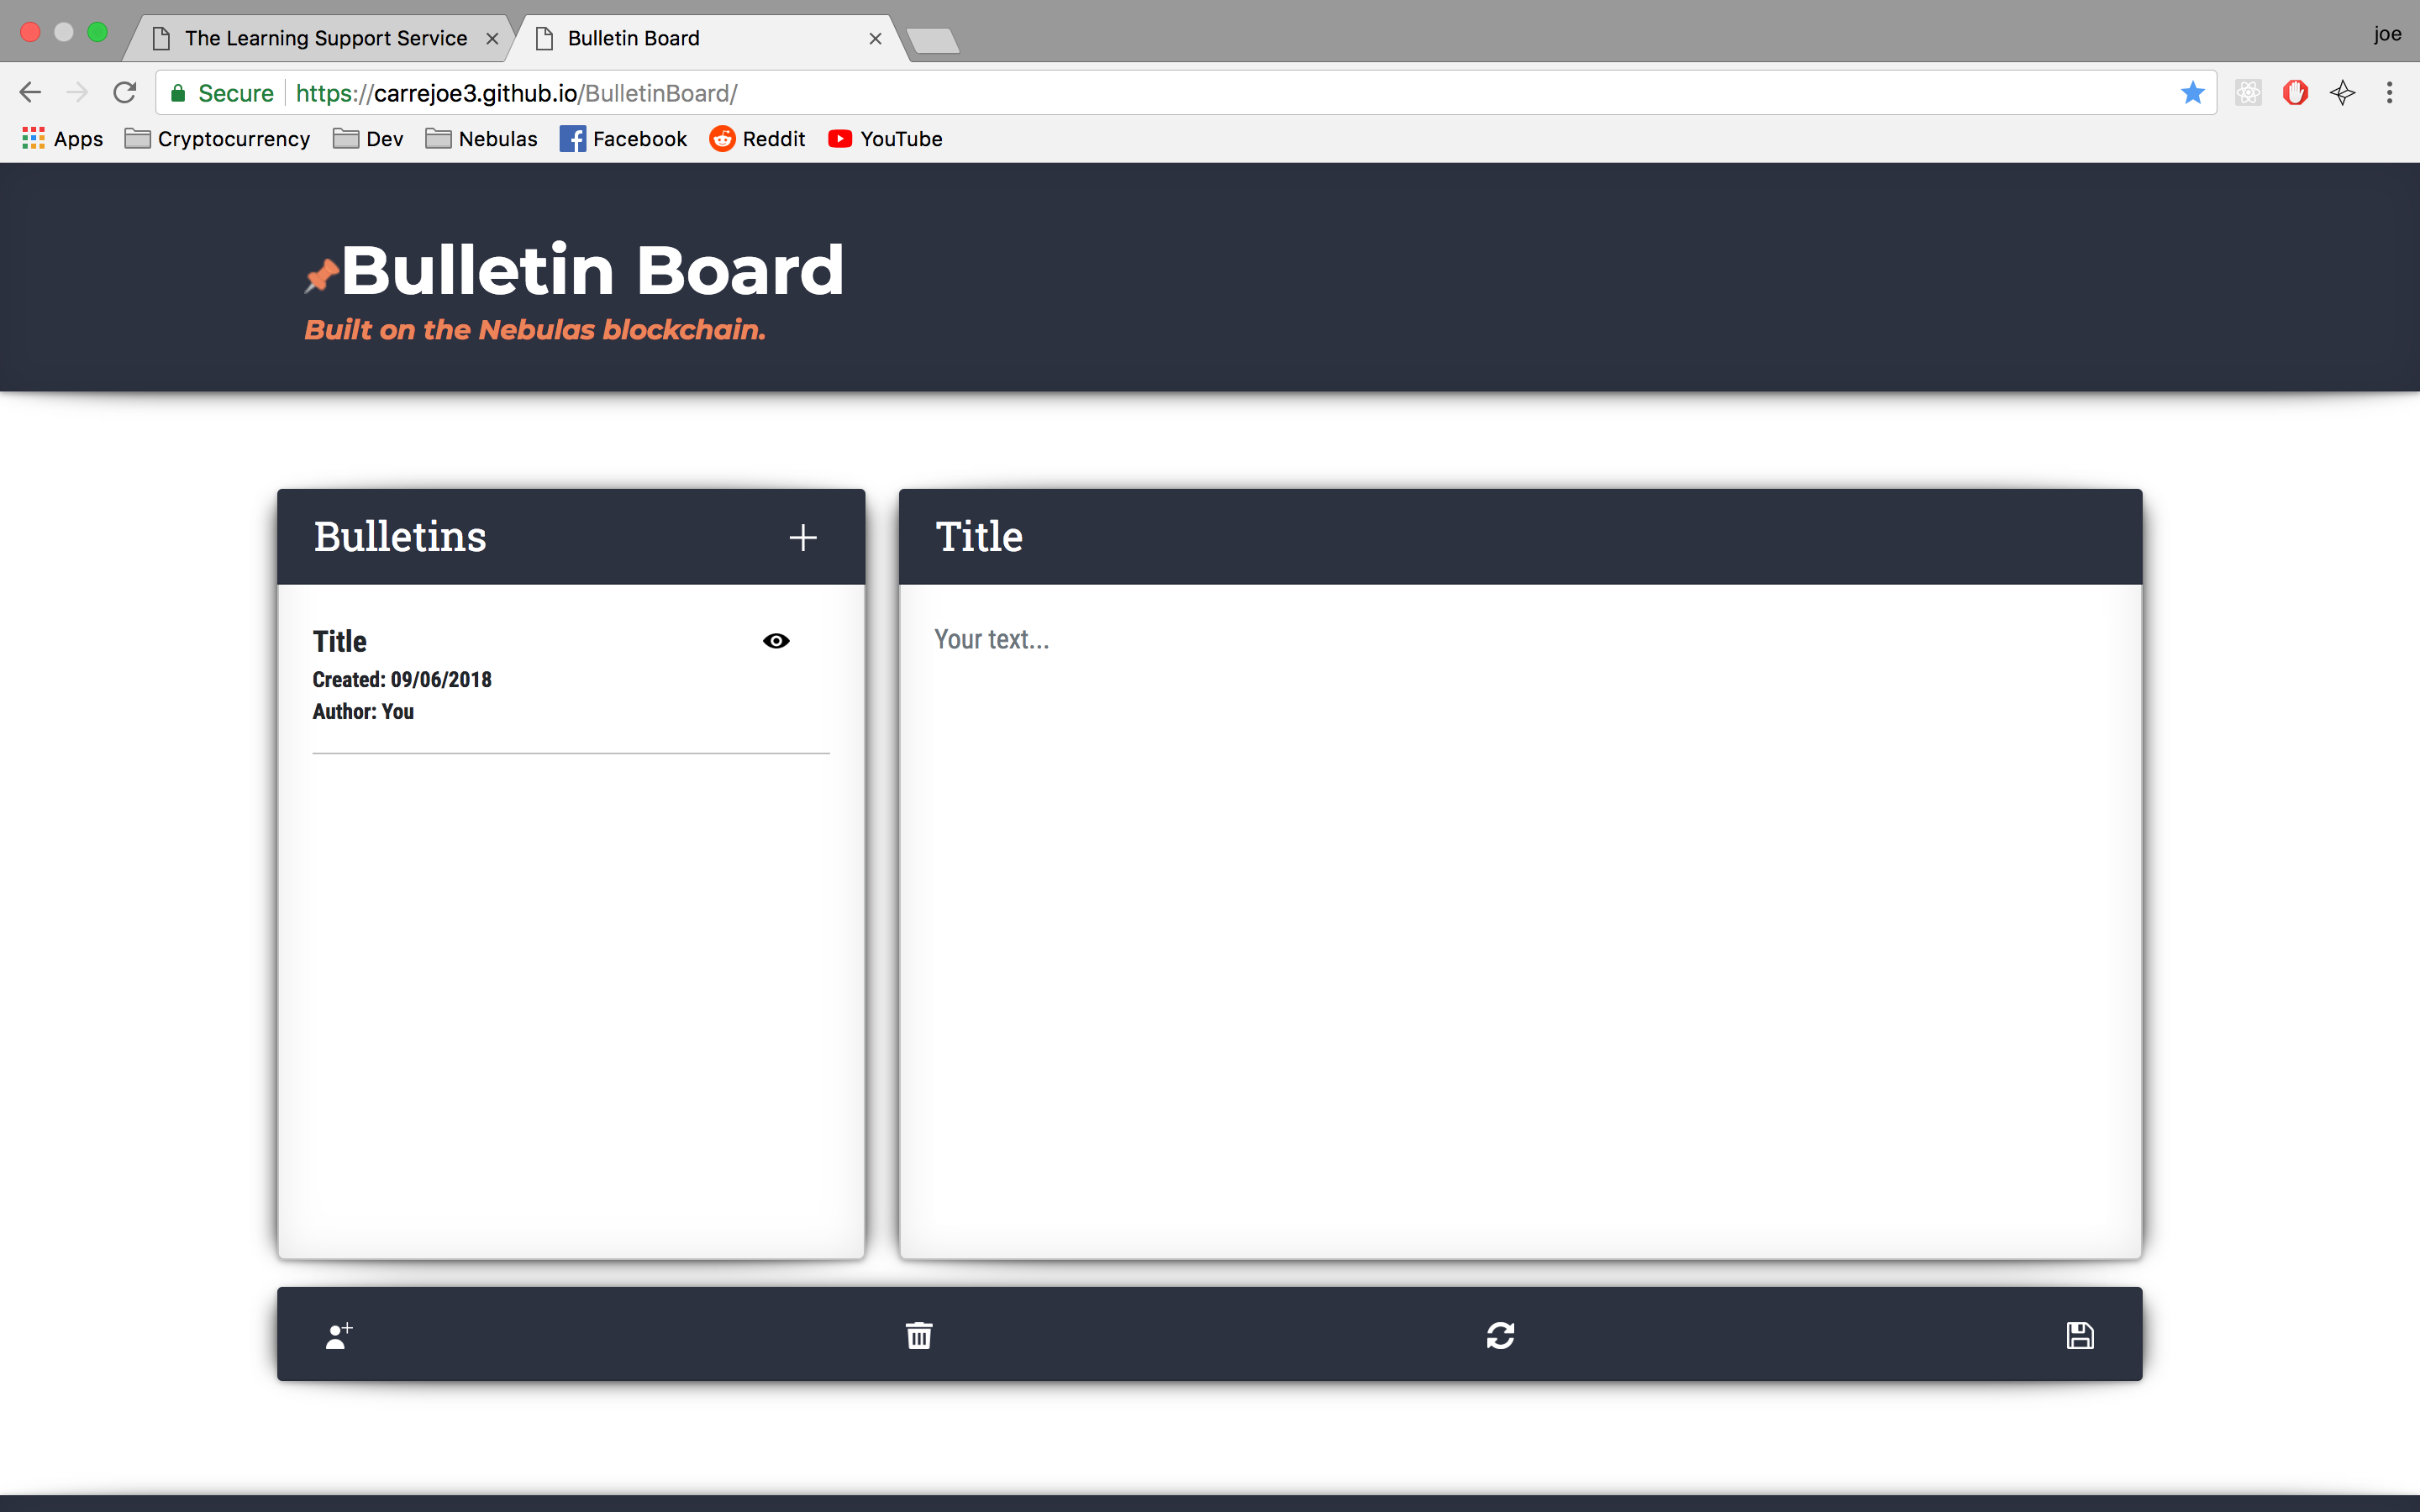 The Learning Support Service
Bulletin Board
joe
Secure
https://carrejoe3.github.io/BulletinBoard/
Apps
Cryptocurrency
Dev
Nebulas
Facebook
Reddit
YouTube
Bulletin Board
Built on the Nebulas blockchain.
Bulletins
Title
Created: 09/06/2018
Author: You
Title
Your text...